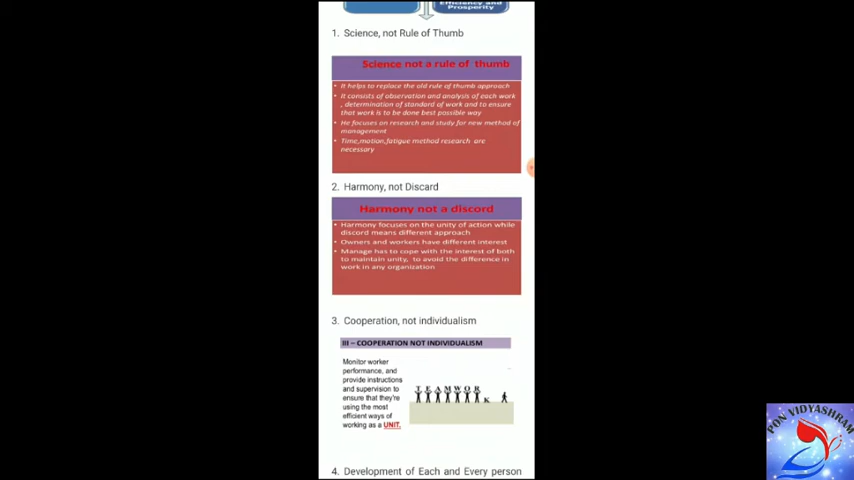 Efficiency and
Prosperity
1. Science, not Rule of Thumb
Science not a rule of thumb
• It helps to replace the old rule of thumb approach
• It consists of observation and analysis of each work
, determination of standard of work and to ensure
that work is to be done best possible way
• He focuses on research and study for new method of
management
• Time,motion,fatigue method research are
necessary
2. Harmony, not Discard
Harmony not a discord
• Harmony focuses on the unity of action while
discord means different approach
• Owners and workers have different interest
• Manage has to cope with the interest of both
to maintain unity, to avoid the difference in
work in any organization
3. Cooperation, not individualism
III – COOPERATION NOT INDIVIDUALISM
Monitor worker
performance, and
provide instructions
and supervision to
ensure that they're
using the most
efficient ways of
working as a UNIT.
TEAMWORK
4. Development of Each and Every person
PON VIDYASHRAM